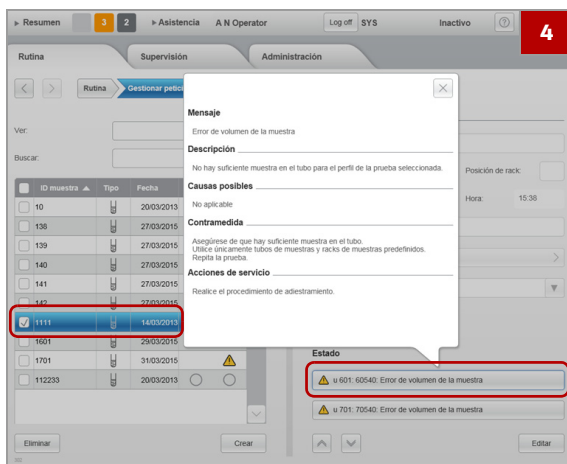 Resumen 3 2 Asistencia A N Operator Log off SYS Inactivo ? 4
Rutina Supervisión Administración
Rutina Gestionar petici
Mensaje
Ver:
Error de volumen de la muestra
Descripción
Buscar:
No hay suficiente muestra en el tubo para el perfil de la prueba seleccionada.
Posición de rack:
ID muestra Tipo Fecha
Causas posibles
Hora: 15:38
10 20/03/2013
No aplicable
138 27/03/2015
Contramedida
139 27/03/2015
Asegúrese de que hay suficiente muestra en el tubo.
Utilice únicamente tubos de muestras y racks de muestras predefinidos.
Repita la prueba.
140 27/03/2015
Acciones de servicio
141 27/03/2015
Realice el procedimiento de adiestramiento.
142 27/03/2015
1111 14/03/2013
1601 29/03/2015
Estado
1701 31/03/2015
112233 20/03/2013
u 601: 60540: Error de volumen de la muestra
u 701: 70540: Error de volumen de la muestra
Eliminar Crear Editar